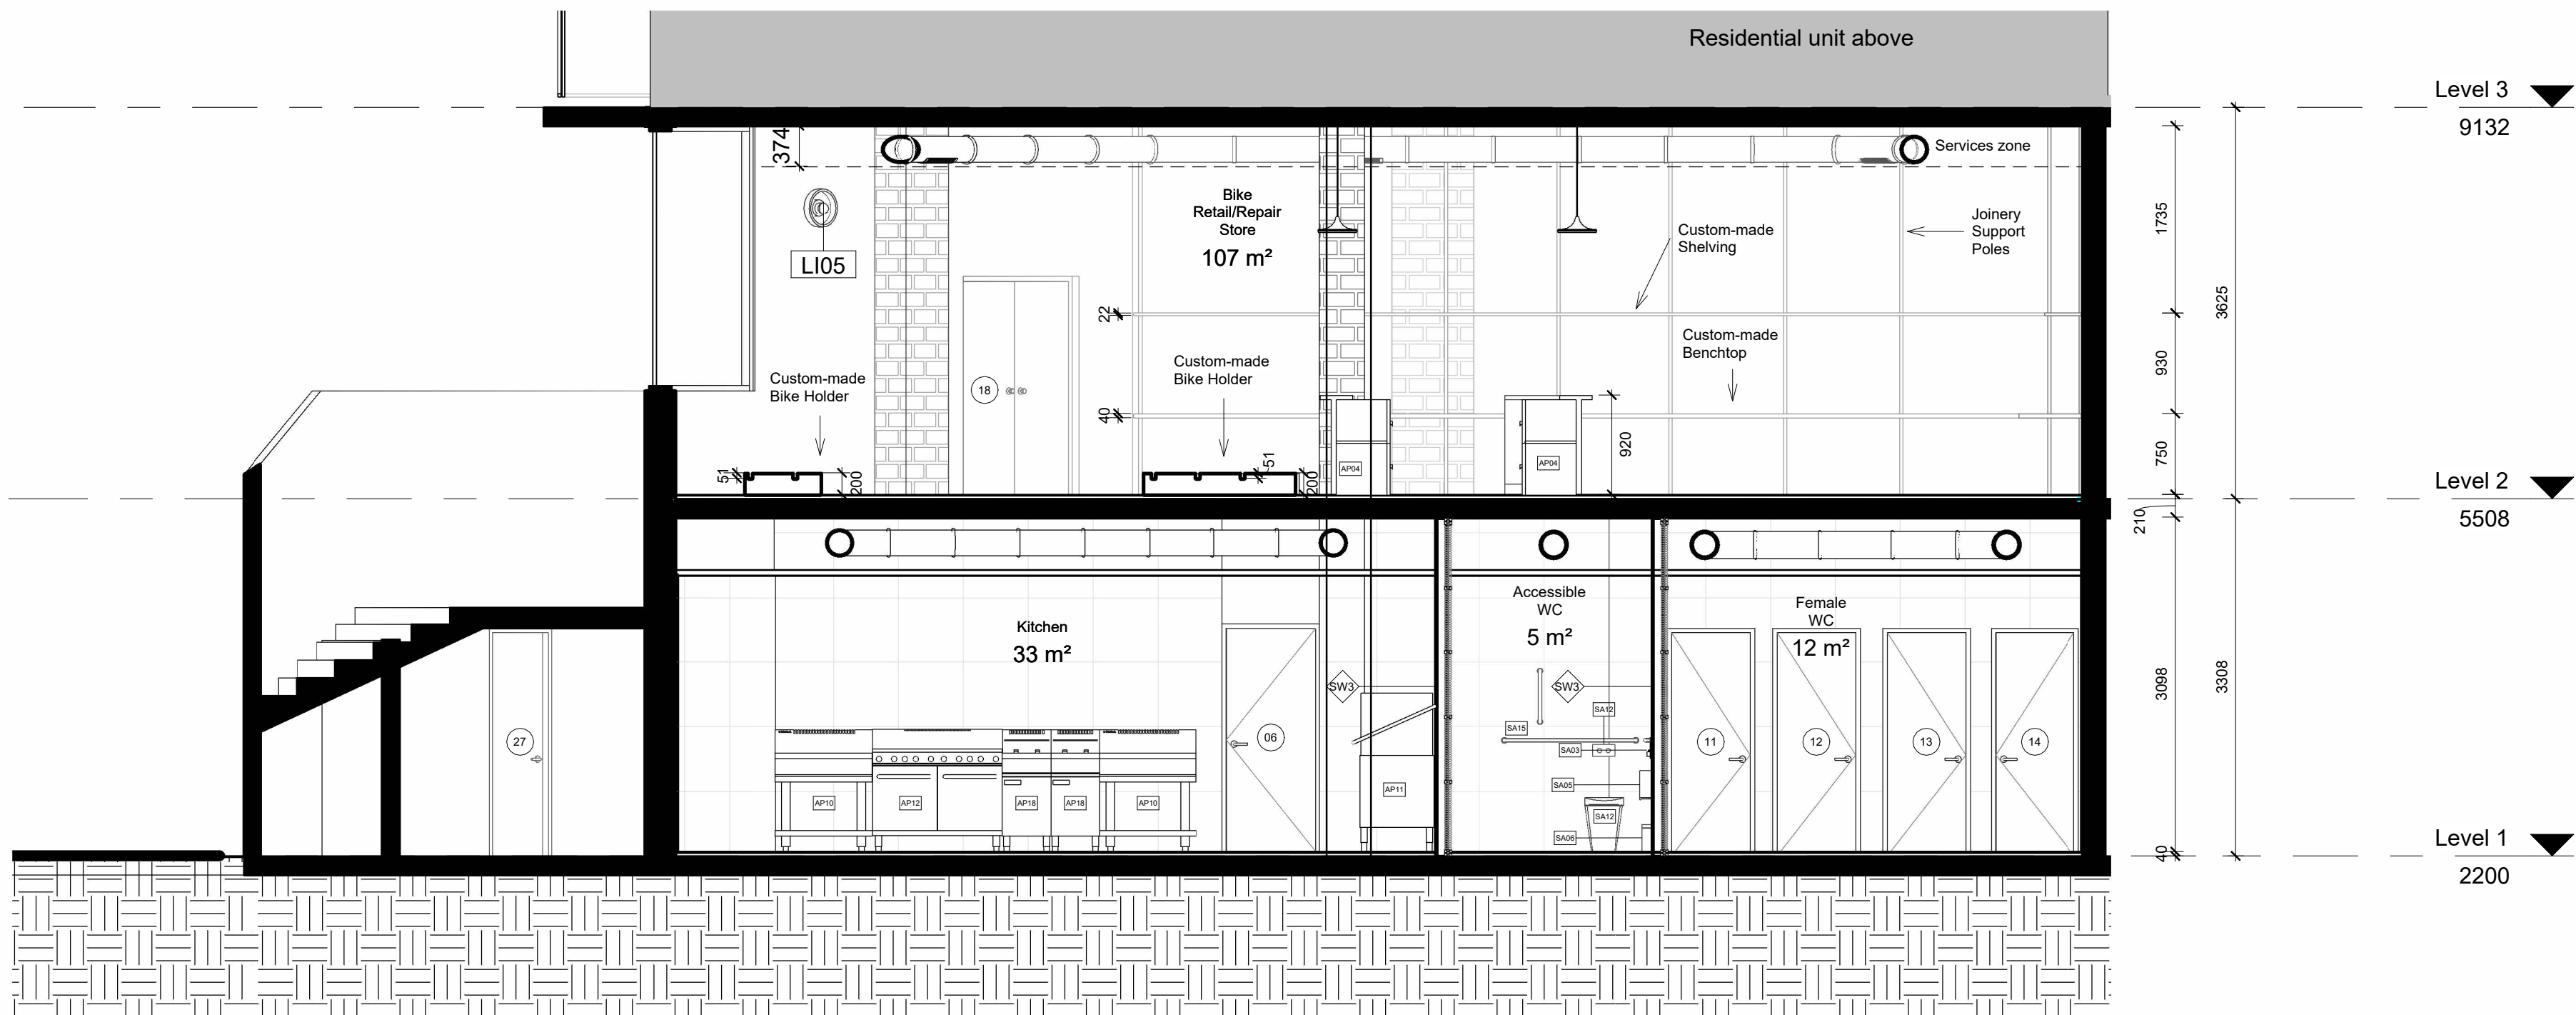 Residential unit above
Level 3
9132
374
Services zone
Bike
Retail/Repair
Store
107 m²
LI05
Custom-made
Shelving
Joinery
Support
Poles
1735
3625
22
Custom-made
Benchtop
Custom-made
Bike Holder
Custom-made
Bike Holder
18
930
40
920
750
51
200
51
200
AP04
AP04
Level 2
5508
210
Accessible
WC
5 m²
Female
WC
12 m²
Kitchen
33 m²
SW3
SW3
3098
3308
SA12
SA15
SA03
27
06
11
12
13
14
SA05
AP10
AP12
AP18
AP18
AP10
AP11
SA12
SA06
Level 1
2200
40